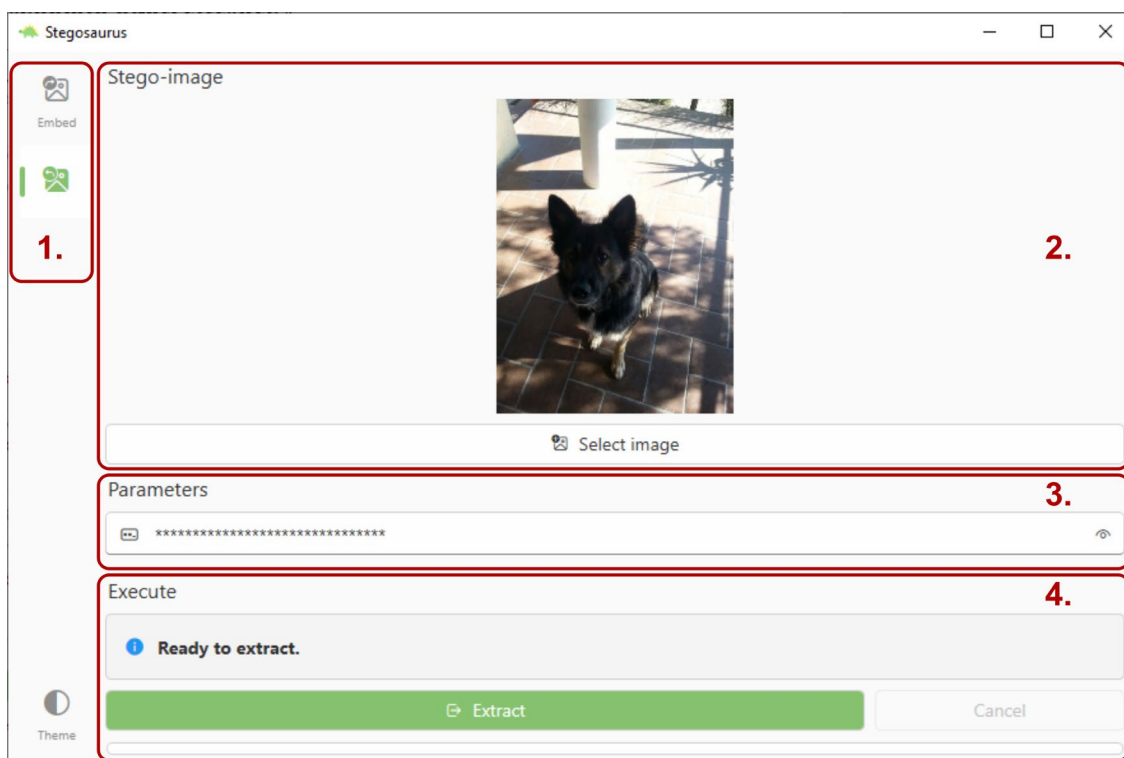 Stegosaurus
Embed
1.
Stego-image
2.
Select image
Parameters
3.
*******************************
Execute
4.
Ready to extract.
Extract
Cancel
Theme